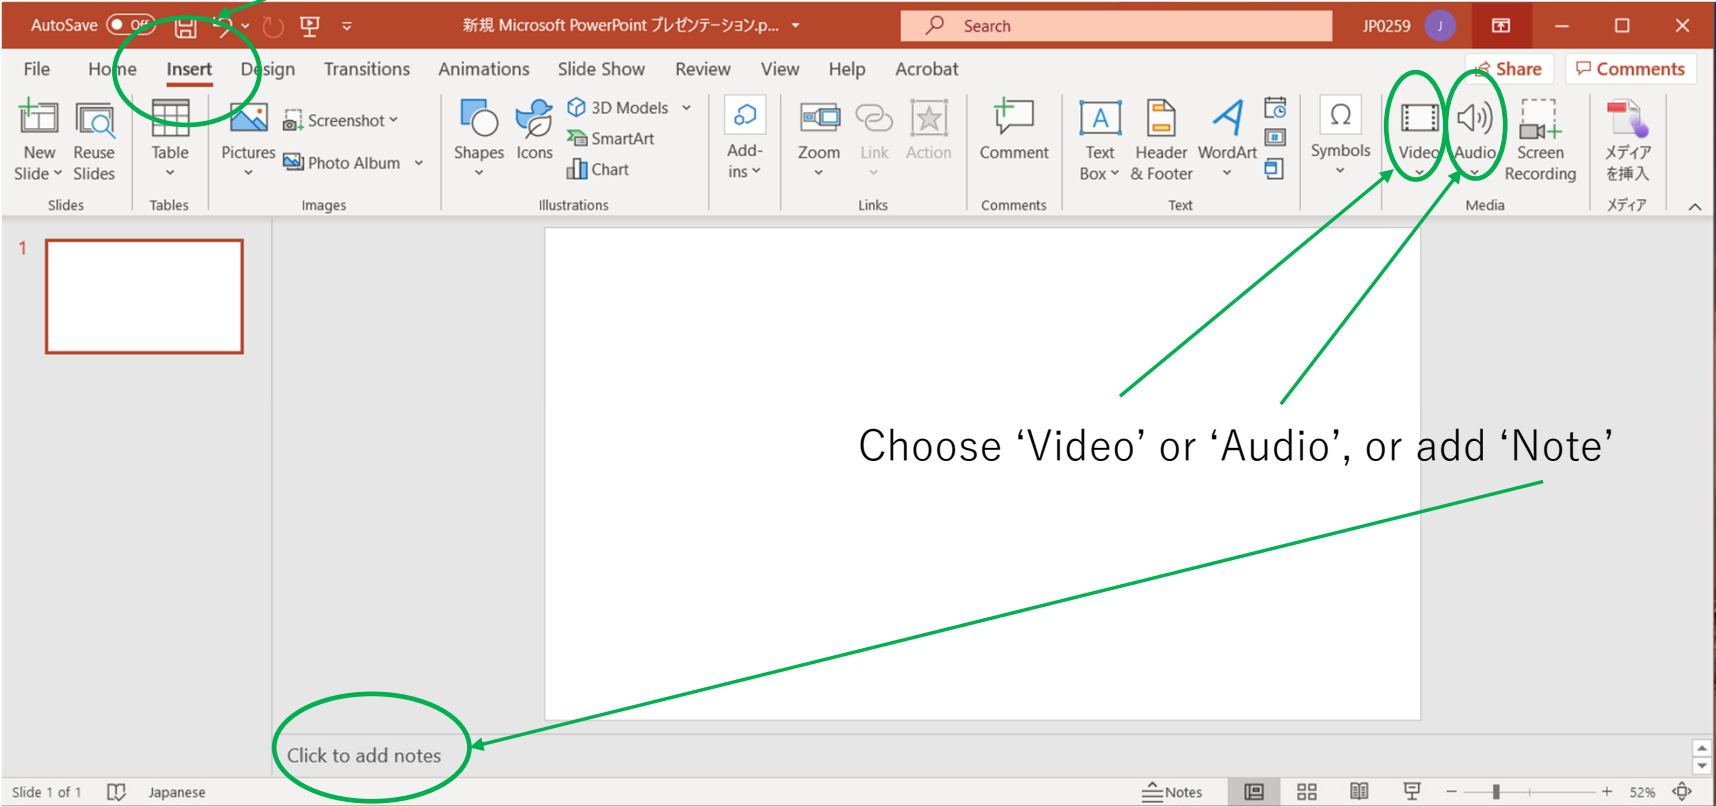 AutoSave Off 新規 Microsoft PowerPoint プレゼンテーション.p... Search JP0259 J
File Home Insert Design Transitions Animations Slide Show Review View Help Acrobat Share Comments
New Slide
Reuse Slides
Slides
Table
Tables
Pictures
Screenshot
Photo Album
Images
Shapes
Icons
3D Models
SmartArt
Chart
Illustrations
Add-ins
Zoom
Link
Action
Links
Comment
Comments
Text Box
Header & Footer
WordArt
Text
Symbols
Video
Audio
Screen Recording
Media
メディアを挿入
メディア
1
Choose ‘Video’ or ‘Audio’, or add ‘Note’
Click to add notes
Slide 1 of 1 Japanese Notes 52%